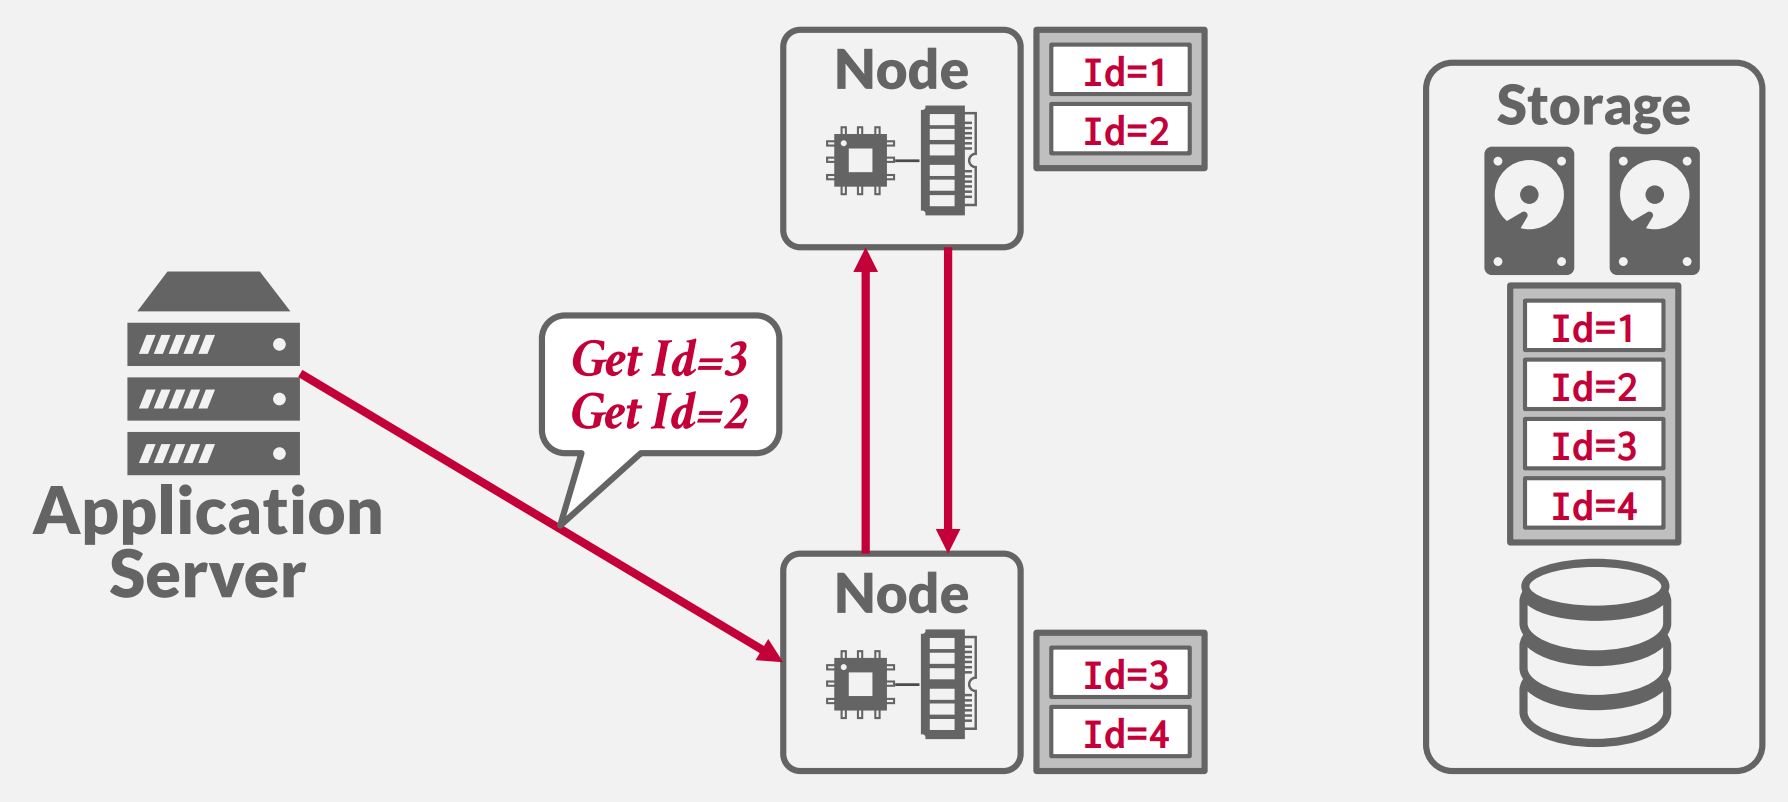 Node
Id=1
Id=2
Storage
Id=1
Id=2
Id=3
Id=4
Get Id=3
Get Id=2
Application
Server
Node
Id=3
Id=4